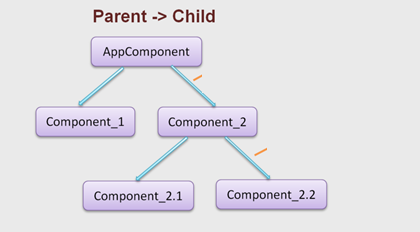 Parent -> Child
AppComponent
Component_1
Component_2
Component_2.1
Component_2.2